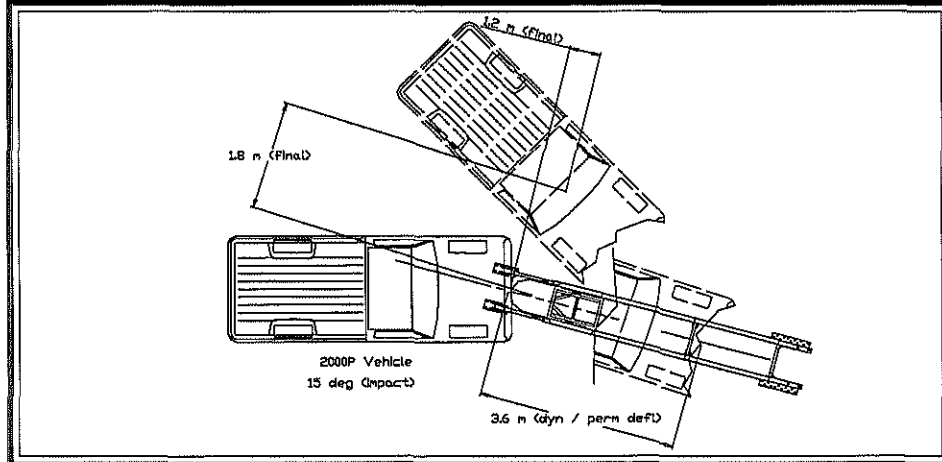 1.2 m (final)
1.8 m (final)
2000P Vehicle
15 deg (Impact)
3.6 m (dyn / perm defl)